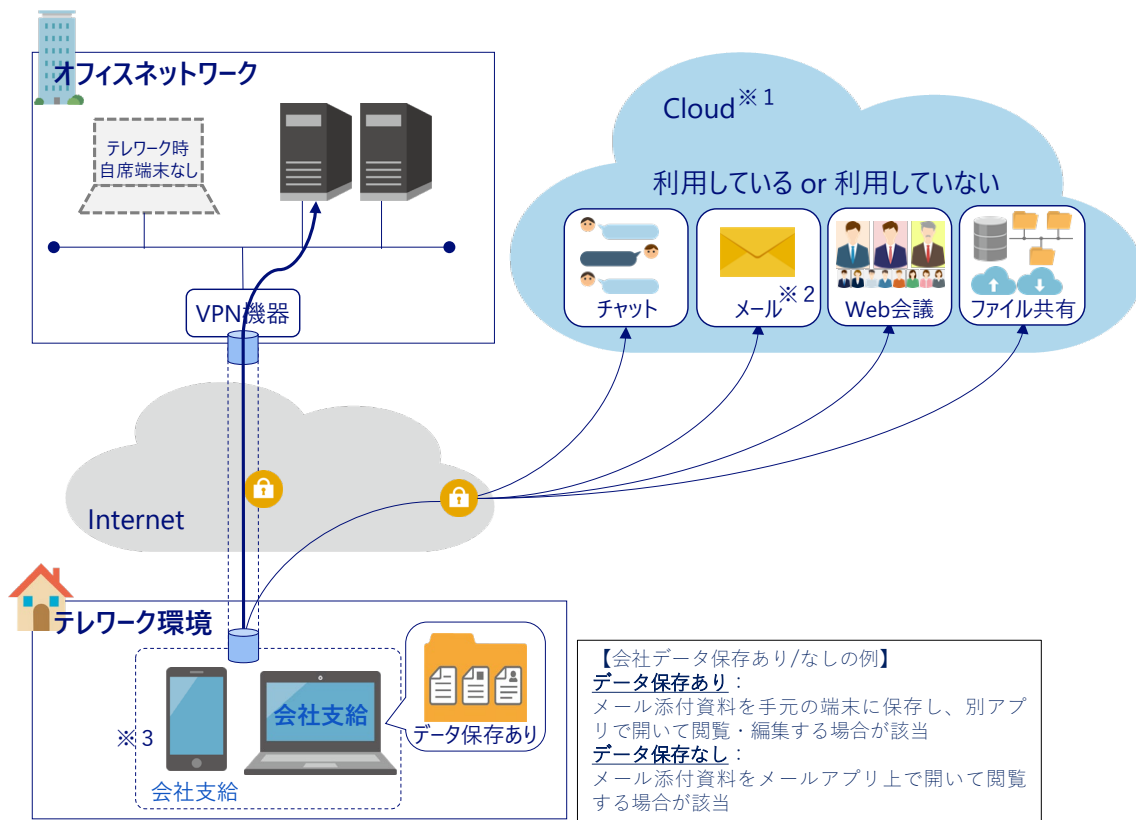 オフィスネットワーク
テレワーク時
自席端末なし
VPN機器
Cloud※1
利用している or 利用していない
チャット
メール※2
Web会議
ファイル共有
Internet
テレワーク環境
※3
会社支給
会社支給
データ保存あり
【会社データ保存あり/なしの例】
データ保存あり：
メール添付資料を手元の端末に保存し、別アプ
リで開いて閲覧・編集する場合が該当
データ保存なし：
メール添付資料をメールアプリ上で開いて閲覧
する場合が該当